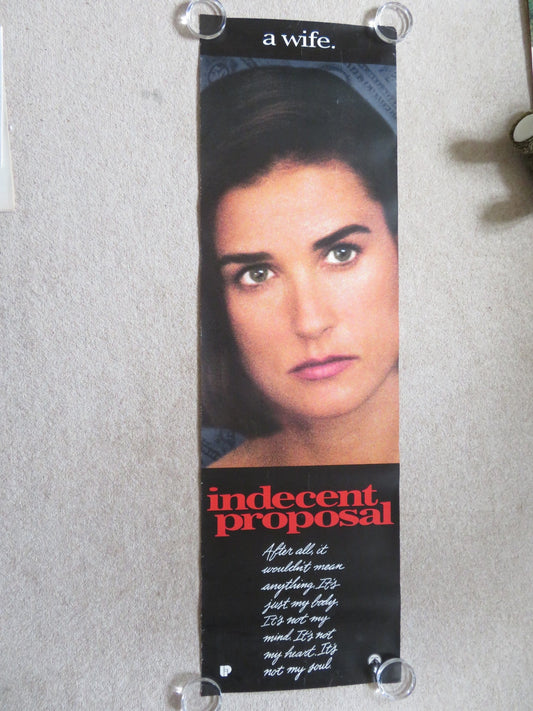 a wife.
indecent
proposal
After all, it
wouldn't mean
anything. It's
just my body.
It's not my
mind. It's not
my heart. It's
not my soul.